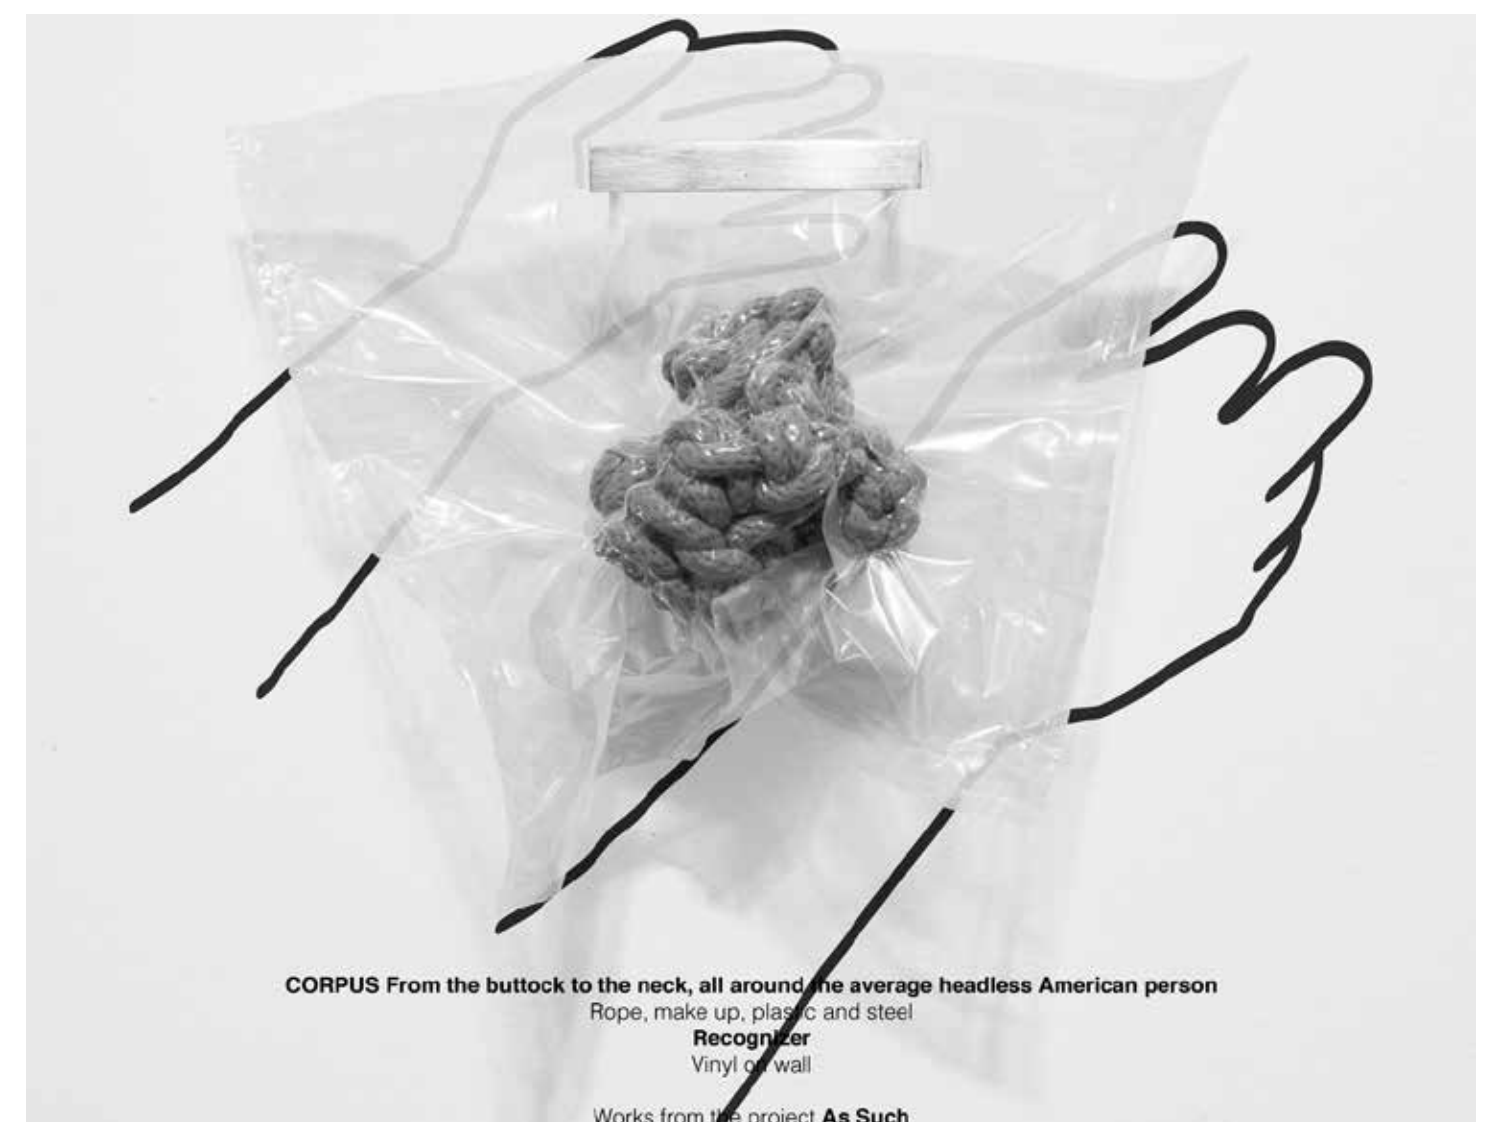 CORPUS From the buttock to the neck, all around the average headless American person
Rope, make up, plastic and steel
Recognizer
Vinyl on wall
Works from the project As Such